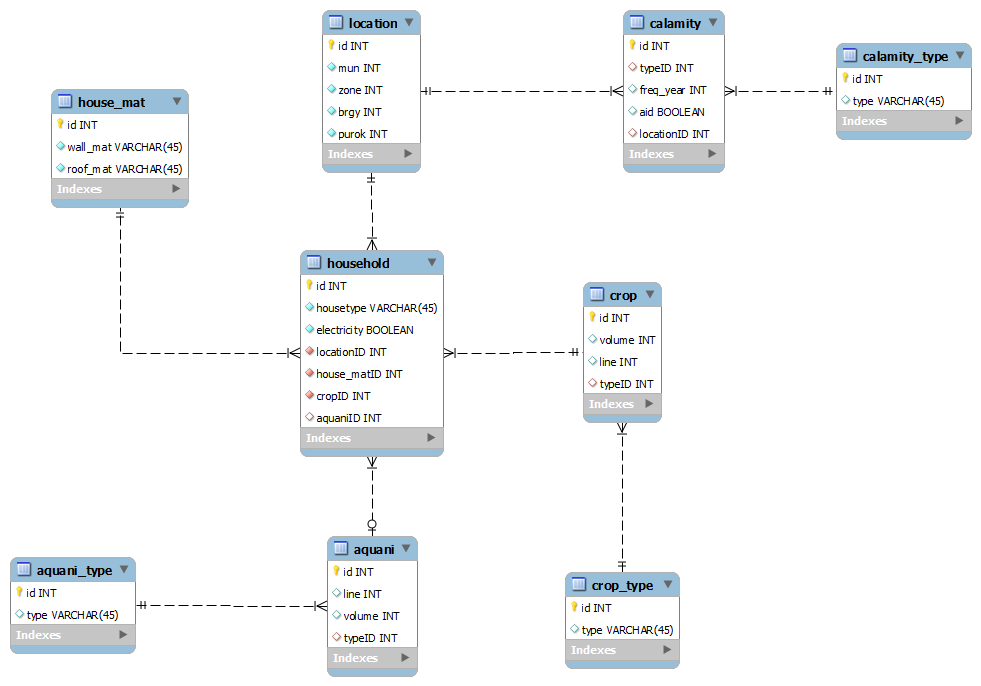 location
id INT
mun INT
zone INT
brgy INT
purok INT
Indexes
calamity
id INT
typeID INT
freq_year INT
aid BOOLEAN
locationID INT
Indexes
calamity_type
id INT
type VARCHAR(45)
Indexes
house_mat
id INT
wall_mat VARCHAR(45)
roof_mat VARCHAR(45)
Indexes
household
id INT
housetype VARCHAR(45)
electricity BOOLEAN
locationID INT
house_matID INT
cropID INT
aquaniID INT
Indexes
crop
id INT
volume INT
line INT
typeID INT
Indexes
aquani_type
id INT
type VARCHAR(45)
Indexes
aquani
id INT
line INT
volume INT
typeID INT
Indexes
crop_type
id INT
type VARCHAR(45)
Indexes